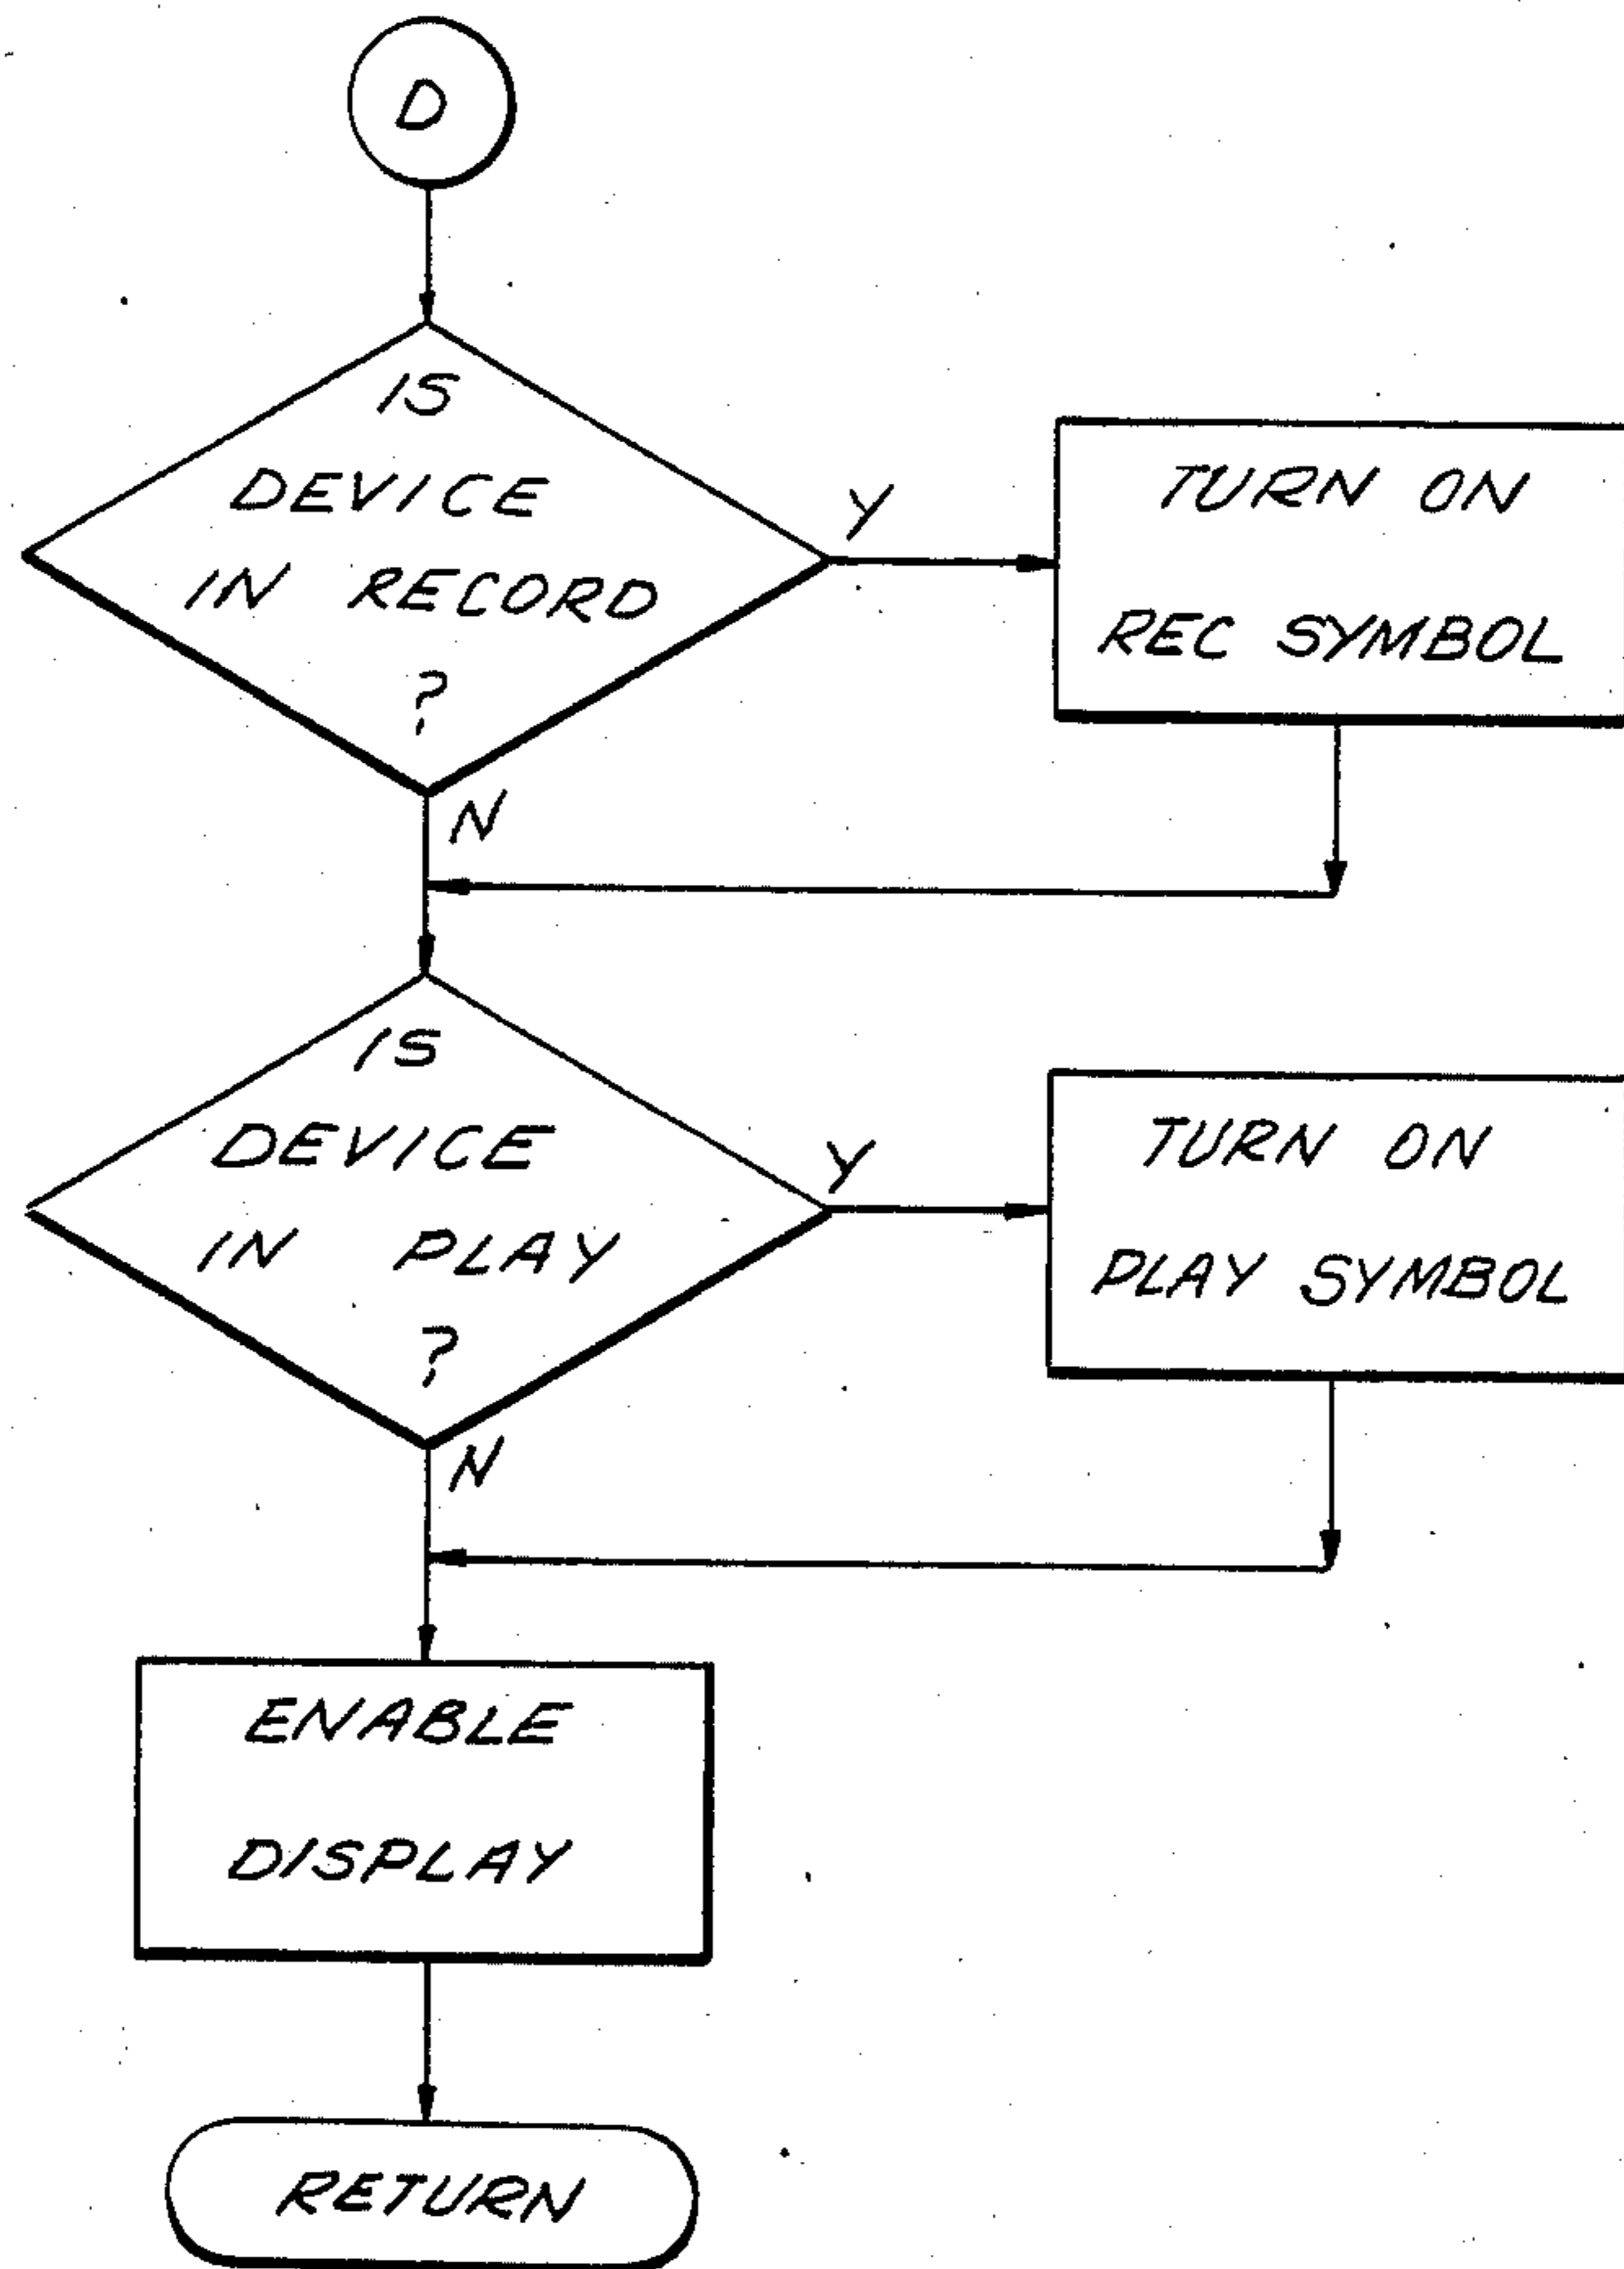 D
IS
DEVICE
IN RECORD
?
Y
TURN ON
REC SYMBOL
N
IS
DEVICE
IN PLAY
?
Y
TURN ON
PLAY SYMBOL
N
ENABLE
DISPLAY
RETURN